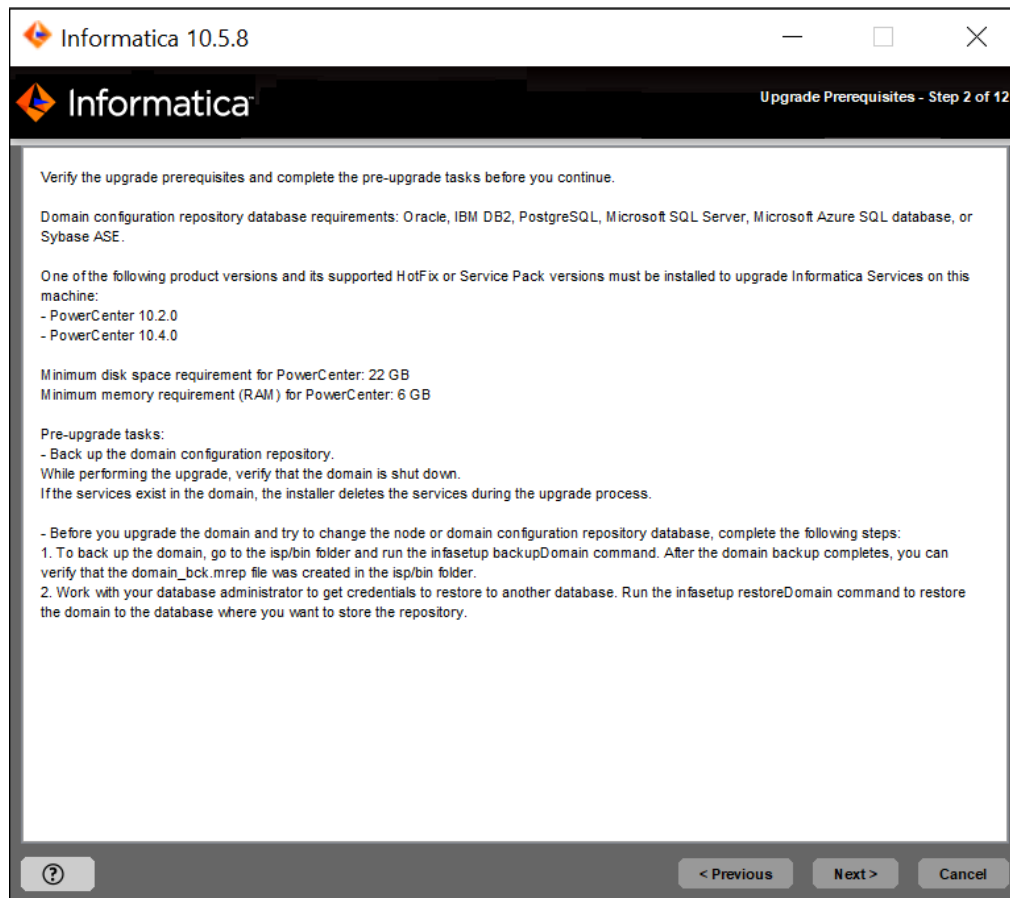 Informatica 10.5.8
Informatica
Upgrade Prerequisites - Step 2 of 12
Verify the upgrade prerequisites and complete the pre-upgrade tasks before you continue.
Domain configuration repository database requirements: Oracle, IBM DB2, PostgreSQL, Microsoft SQL Server, Microsoft Azure SQL database, or
Sybase ASE.
One of the following product versions and its supported HotFix or Service Pack versions must be installed to upgrade Informatica Services on this
machine:
- PowerCenter 10.2.0
- PowerCenter 10.4.0
Minimum disk space requirement for PowerCenter: 22 GB
Minimum memory requirement (RAM) for PowerCenter: 6 GB
Pre-upgrade tasks:
- Back up the domain configuration repository.
While performing the upgrade, verify that the domain is shut down.
If the services exist in the domain, the installer deletes the services during the upgrade process.
- Before you upgrade the domain and try to change the node or domain configuration repository database, complete the following steps:
1. To back up the domain, go to the isp/bin folder and run the infasetup backupDomain command. After the domain backup completes, you can
verify that the domain_bck.mrep file was created in the isp/bin folder.
2. Work with your database administrator to get credentials to restore to another database. Run the infasetup restoreDomain command to restore
the domain to the database where you want to store the repository.
?
< Previous
Next >
Cancel